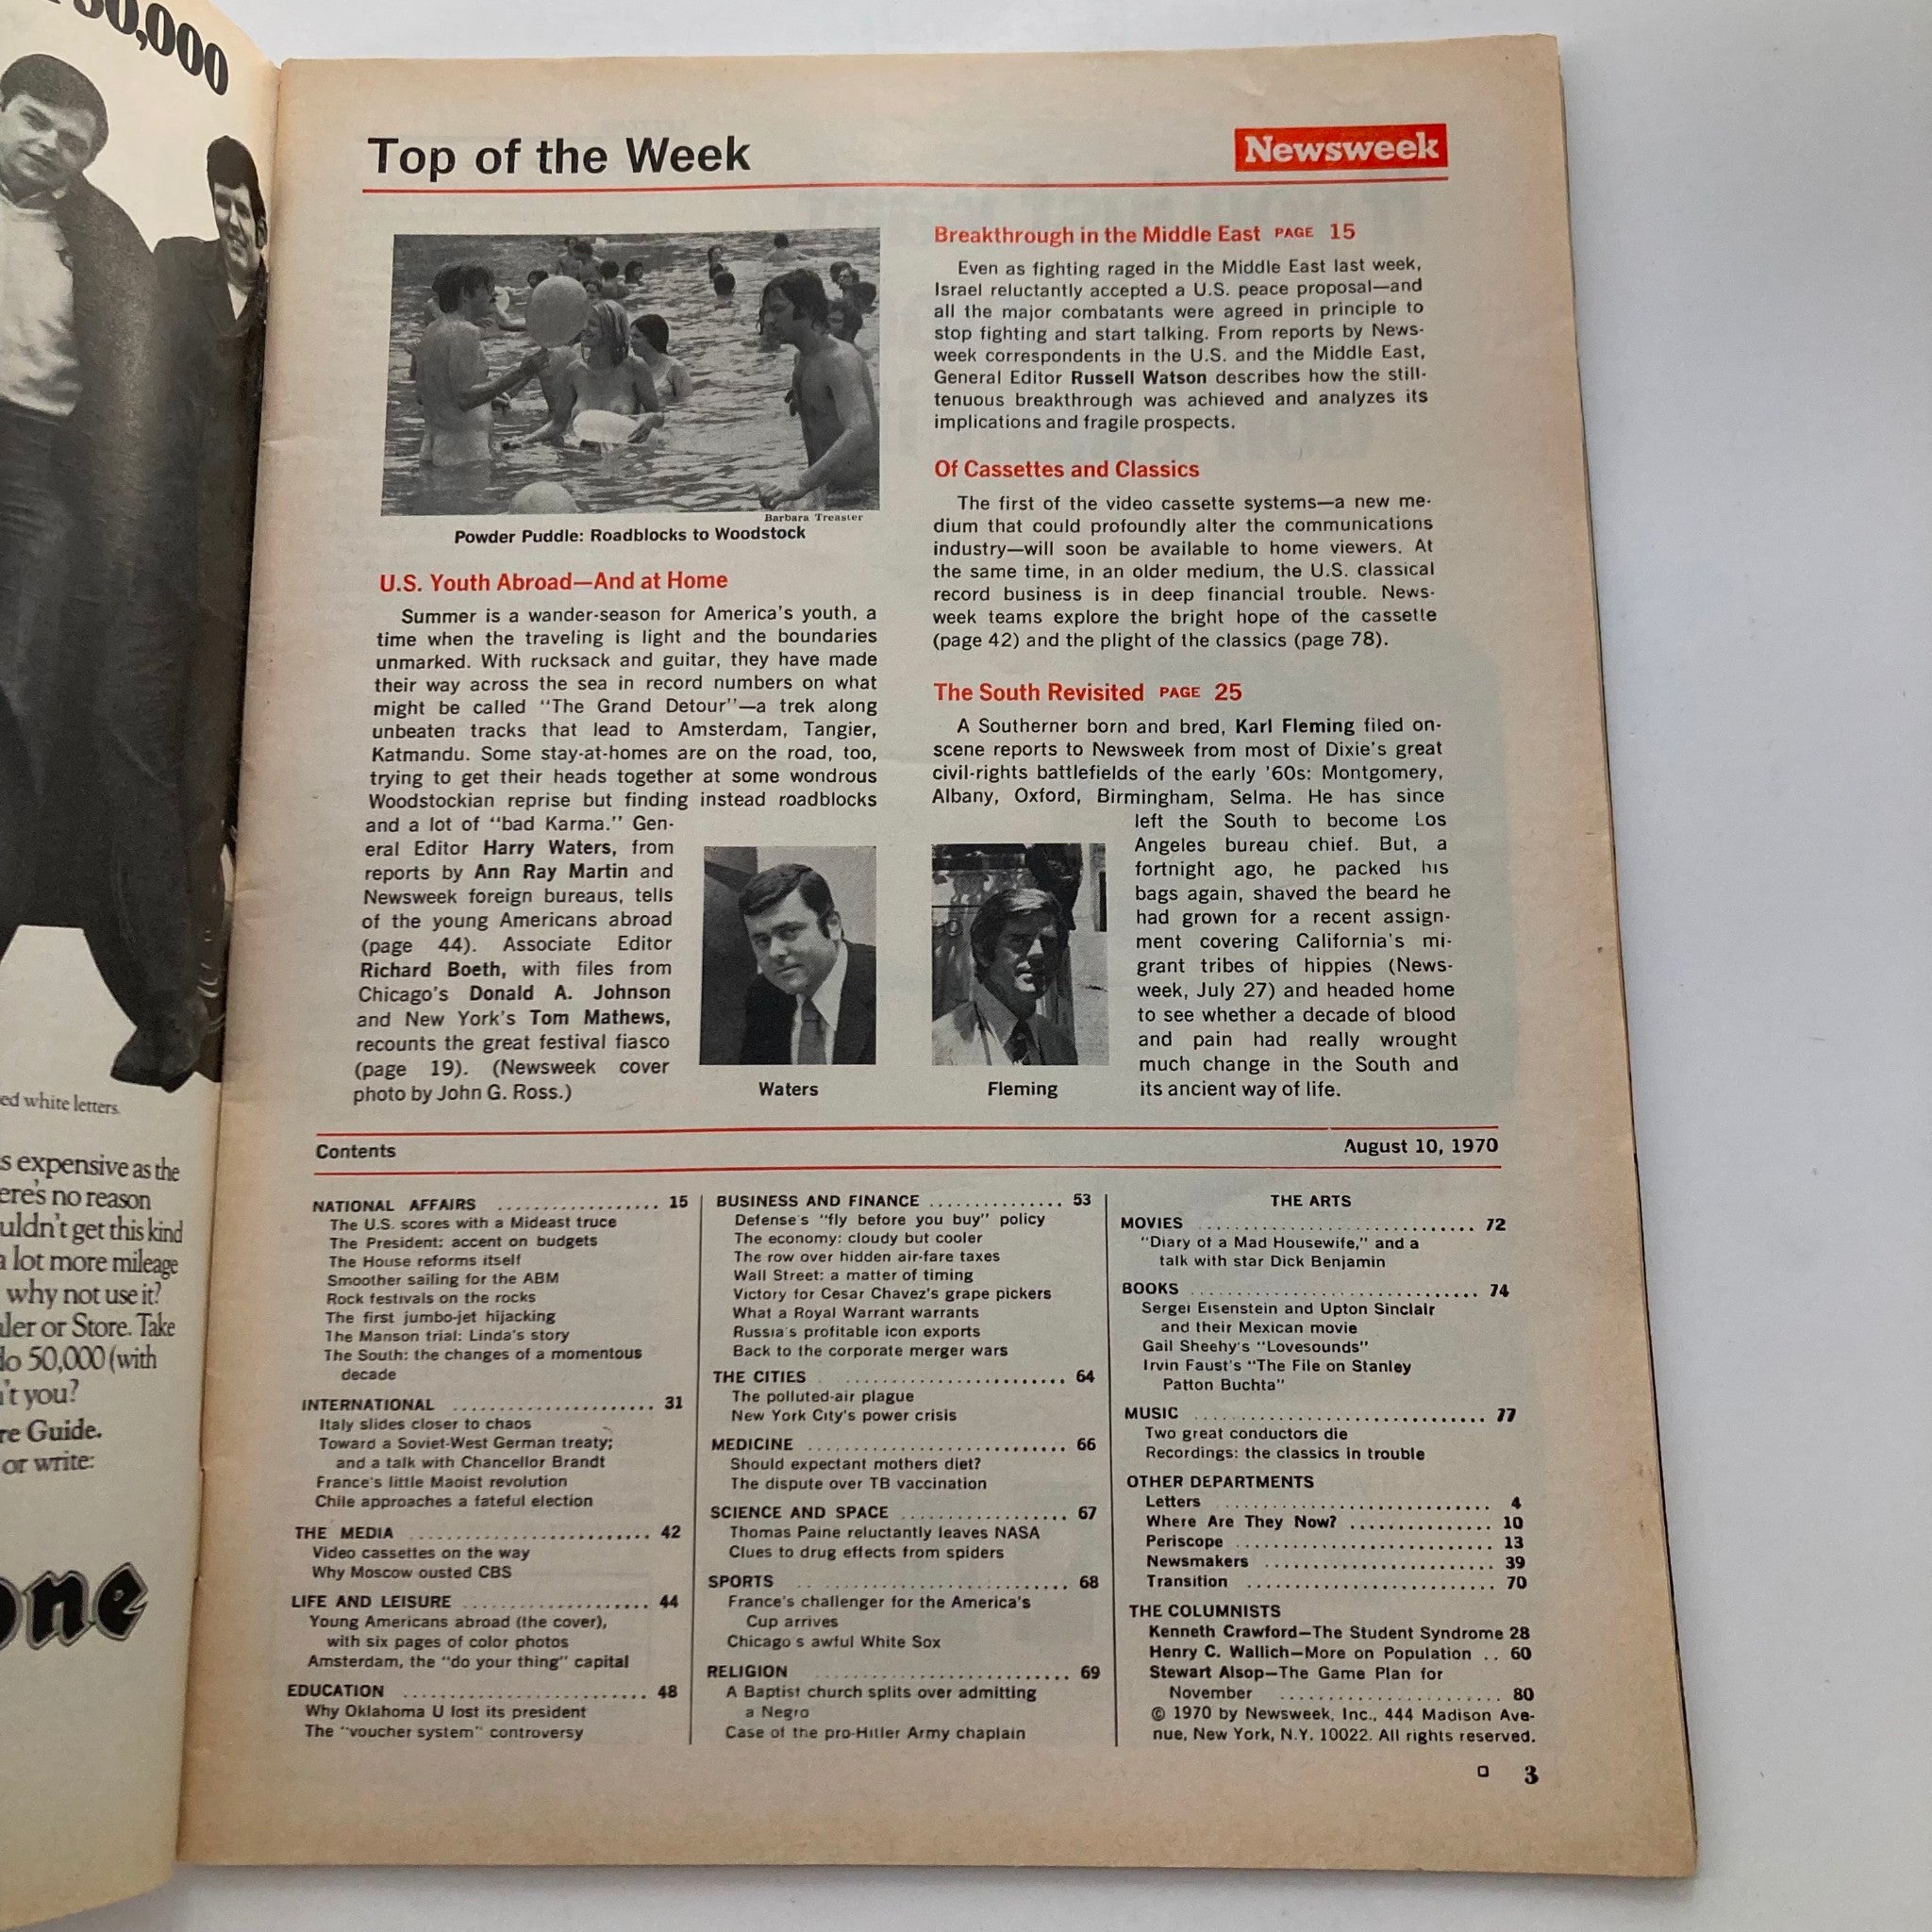 50,000
ed white letters.
s expensive as the
ere's no reason
uldn't get this kind
a lot more mileage
why not use it?
ler or Store. Take
do 50,000 (with
't you?
re Guide.
or write:
one
Top of the Week
Newsweek
Barbara Treaster
Powder Puddle: Roadblocks to Woodstock
U.S. Youth Abroad—And at Home
Summer is a wander-season for America's youth, a
time when the traveling is light and the boundaries
unmarked. With rucksack and guitar, they have made
their way across the sea in record numbers on what
might be called "The Grand Detour"—a trek along
unbeaten tracks that lead to Amsterdam, Tangier,
Katmandu. Some stay-at-homes are on the road, too,
trying to get their heads together at some wondrous
Woodstockian reprise but finding instead roadblocks
and a lot of "bad Karma." Gen-
eral Editor Harry Waters, from
reports by Ann Ray Martin and
Newsweek foreign bureaus, tells
of the young Americans abroad
(page 44). Associate Editor
Richard Boeth, with files from
Chicago's Donald A. Johnson
and New York's Tom Mathews,
recounts the great festival fiasco
(page 19). (Newsweek cover
photo by John G. Ross.)
Waters
Breakthrough in the Middle East PAGE 15
Even as fighting raged in the Middle East last week,
Israel reluctantly accepted a U.S. peace proposal—and
all the major combatants were agreed in principle to
stop fighting and start talking. From reports by News-
week correspondents in the U.S. and the Middle East,
General Editor Russell Watson describes how the still-
tenuous breakthrough was achieved and analyzes its
implications and fragile prospects.
Of Cassettes and Classics
The first of the video cassette systems—a new me-
dium that could profoundly alter the communications
industry—will soon be available to home viewers. At
the same time, in an older medium, the U.S. classical
record business is in deep financial trouble. News-
week teams explore the bright hope of the cassette
(page 42) and the plight of the classics (page 78).
The South Revisited PAGE 25
A Southerner born and bred, Karl Fleming filed on-
scene reports to Newsweek from most of Dixie's great
civil-rights battlefields of the early '60s: Montgomery,
Albany, Oxford, Birmingham, Selma. He has since
left the South to become Los
Angeles bureau chief. But, a
fortnight ago, he packed his
bags again, shaved the beard he
had grown for a recent assign-
ment covering California's mi-
grant tribes of hippies (News-
week, July 27) and headed home
to see whether a decade of blood
and pain had really wrought
much change in the South and
its ancient way of life.
Fleming
Contents
August 10, 1970
NATIONAL AFFAIRS .................. 15
The U.S. scores with a Mideast truce
The President: accent on budgets
The House reforms itself
Smoother sailing for the ABM
Rock festivals on the rocks
The first jumbo-jet hijacking
The Manson trial: Linda's story
The South: the changes of a momentous
decade
INTERNATIONAL ...................... 31
Italy slides closer to chaos
Toward a Soviet-West German treaty;
and a talk with Chancellor Brandt
France's little Maoist revolution
Chile approaches a fateful election
THE MEDIA .......................... 42
Video cassettes on the way
Why Moscow ousted CBS
LIFE AND LEISURE .................... 44
Young Americans abroad (the cover),
with six pages of color photos
Amsterdam, the "do your thing" capital
EDUCATION .......................... 48
Why Oklahoma U lost its president
The "voucher system" controversy
BUSINESS AND FINANCE ............... 53
Defense's "fly before you buy" policy
The economy: cloudy but cooler
The row over hidden air-fare taxes
Wall Street: a matter of timing
Victory for Cesar Chavez's grape pickers
What a Royal Warrant warrants
Russia's profitable icon exports
Back to the corporate merger wars
THE CITIES ......................... 64
The polluted-air plague
New York City's power crisis
MEDICINE ............................ 66
Should expectant mothers diet?
The dispute over TB vaccination
SCIENCE AND SPACE .................. 67
Thomas Paine reluctantly leaves NASA
Clues to drug effects from spiders
SPORTS ............................ 68
France's challenger for the America's
Cup arrives
Chicago's awful White Sox
RELIGION ............................ 69
A Baptist church splits over admitting
a Negro
Case of the pro-Hitler Army chaplain
THE ARTS
MOVIES .............................. 72
"Diary of a Mad Housewife," and a
talk with star Dick Benjamin
BOOKS ............................... 74
Sergei Eisenstein and Upton Sinclair
and their Mexican movie
Gail Sheehy's "Lovesounds"
Irvin Faust's "The File on Stanley
Patton Buchta"
MUSIC ............................... 77
Two great conductors die
Recordings: the classics in trouble
OTHER DEPARTMENTS
Letters .............................. 4
Where Are They Now? ................ 10
Periscope ............................ 13
Newsmakers ......................... 39
Transition .......................... 70
THE COLUMNISTS
Kenneth Crawford—The Student Syndrome 28
Henry C. Wallich—More on Population .. 60
Stewart Alsop—The Game Plan for
November ........................ 80
© 1970 by Newsweek, Inc., 444 Madison Ave-
nue, New York, N.Y. 10022. All rights reserved.
3